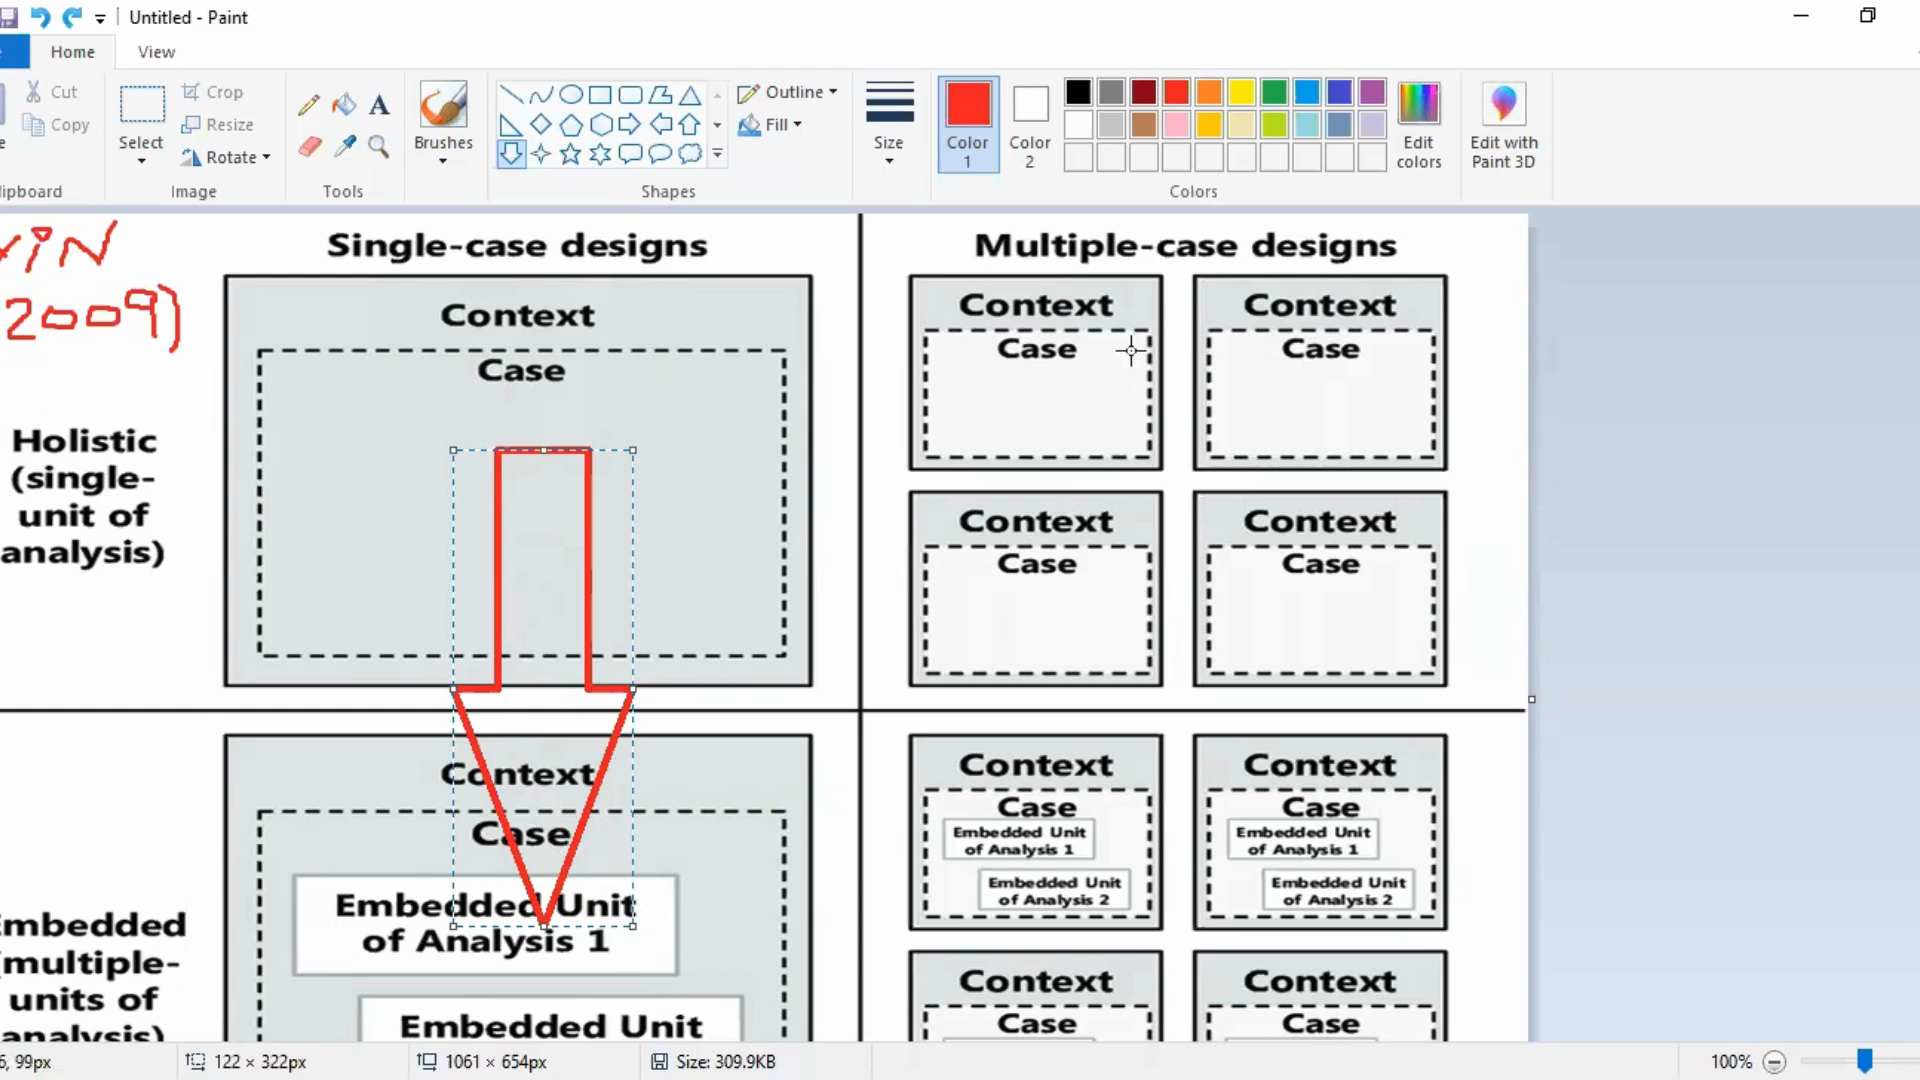 Untitled - Paint
Home
View
Cut
Copy
Select
Crop
Resize
Rotate
Image
Tools
Brushes
Shapes
Outline
Fill
Size
Color 1
Color 2
Colors
Edit colors
Edit with Paint 3D
2009)
Single-case designs
Multiple-case designs
Holistic
(single-
unit of
analysis)
Context
Case
Context
Case
Context
Case
Context
Case
Context
Case
units of
Context
Case
Embedded Unit
of Analysis 1
Embedded Unit
Context
Case
Embedded Unit
of Analysis 1
Embedded Unit
of Analysis 2
Context
Case
Embedded Unit
of Analysis 1
Embedded Unit
of Analysis 2
Context
Case
Context
Case
99px
122 × 322px
1061 × 654px
Size: 309.9KB
100%